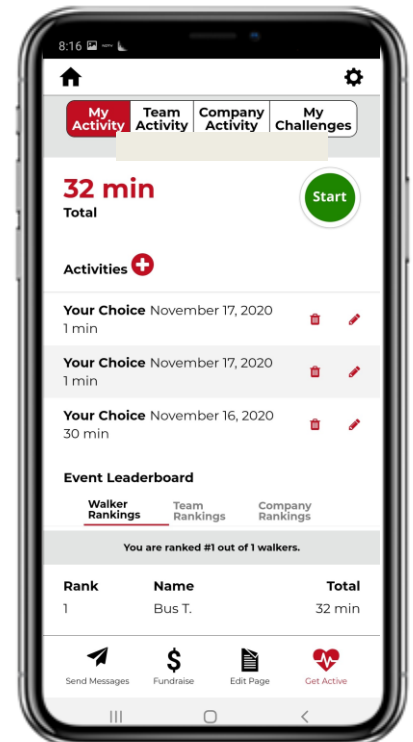 8:16
My Activity Team Activity Company Activity My Challenges
32 min
Total
Start
Activities
Your Choice November 17, 2020
1 min
Your Choice November 17, 2020
1 min
Your Choice November 16, 2020
30 min
Event Leaderboard
Walker Rankings Team Rankings Company Rankings
You are ranked #1 out of 1 walkers.
Rank Name Total
1 Bus T. 32 min
Send Messages Fundraise Edit Page Get Active